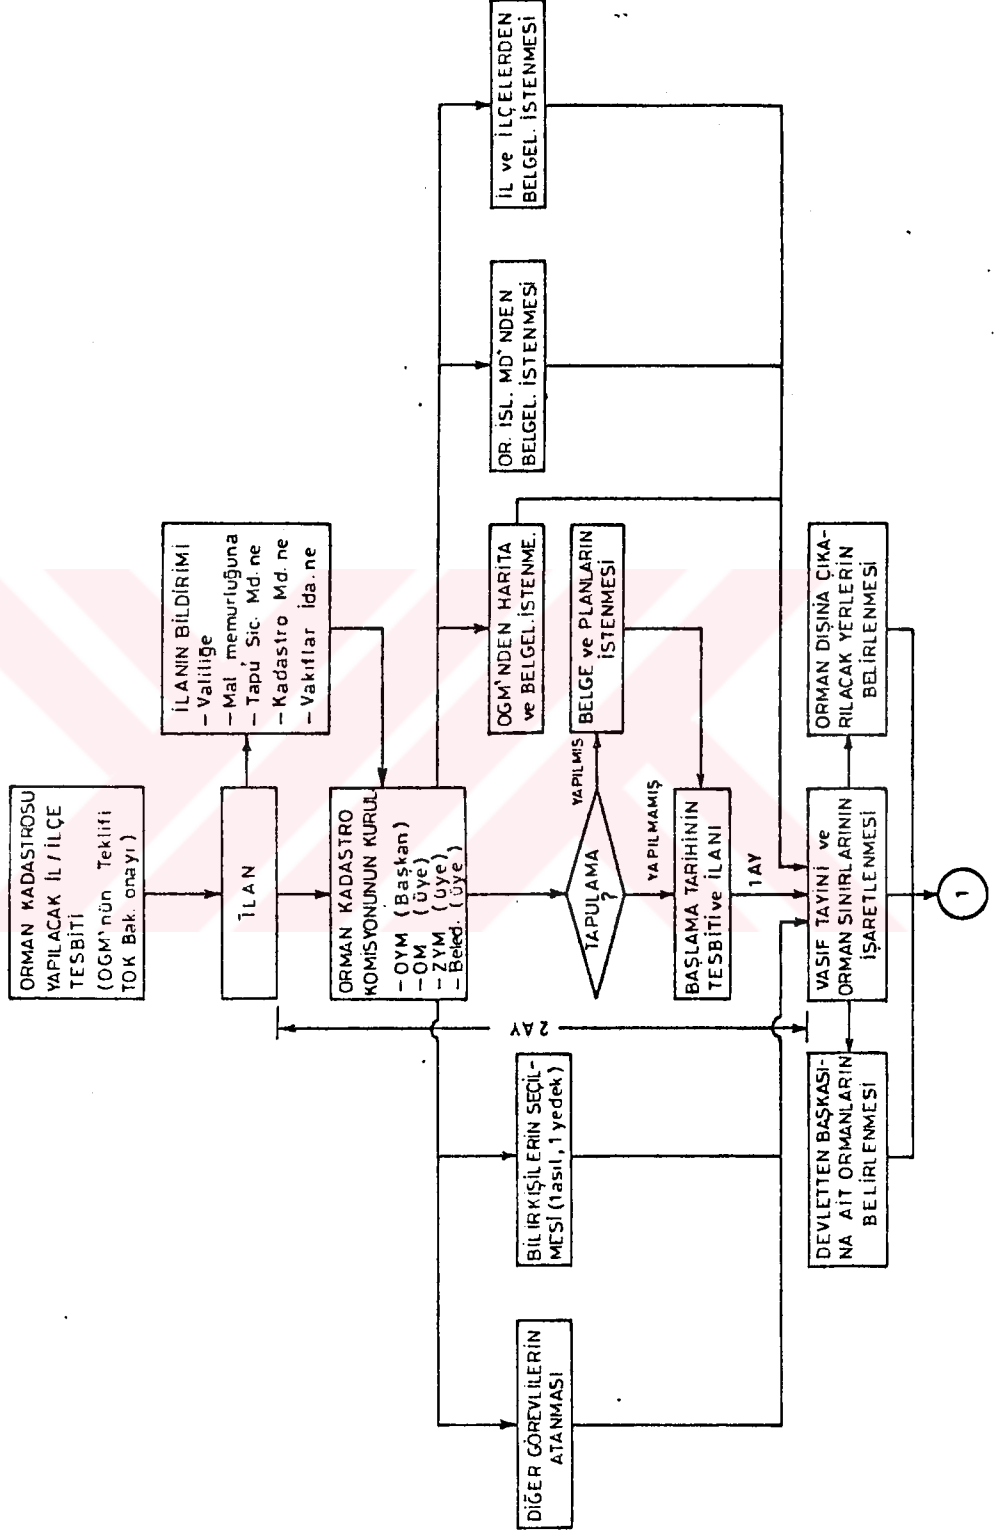 ORMAN KADASTROSU
YAPILACAK İL / İLÇE
TESBİTİ
(OGM'nün Teklifi
TOK Bak. onayı)
İLAN
İLANIN BİLDİRİMİ
– Valiliğe
– Mal memurluğuna
– Tapu Sic. Md. ne
– Kadastro Md. ne
– Vakıflar İda. ne
ORMAN KADASTRO
KOMİSYONUNUN KURUL.
– OYM (Başkan)
– OM (üye)
– ZYM (üye)
– Beled. (üye)
2 AY
DİĞER GÖREVLİLERİN
ATANMASI
BİLİRKİŞİLERİN SEÇİL-
MESİ (1 asıl, 1 yedek)
OGM'NDEN HARİTA
ve BELGEL. İSTENME.
OR. İSL. MD'NDEN
BELGEL. İSTENMESİ
İL ve İLÇELERDEN
BELGEL. İSTENMESİ
TAPULAMA
?
YAPILMIS
BELGE ve PLANLARIN
İSTENMESİ
YAPILMAMIŞ
BAŞLAMA TARİHİNİN
TESBİTİ ve İLANI
1 AY
DEVLETTEN BAŞKASI-
NA AİT ORMANLARIN
BELİRLENMESİ
VASIF TAYİNİ ve
ORMAN SINIRLARININ
İŞARETLENMESİ
ORMAN DIŞINA ÇIKA-
RILACAK YERLERİN
BELİRLENMESİ
1